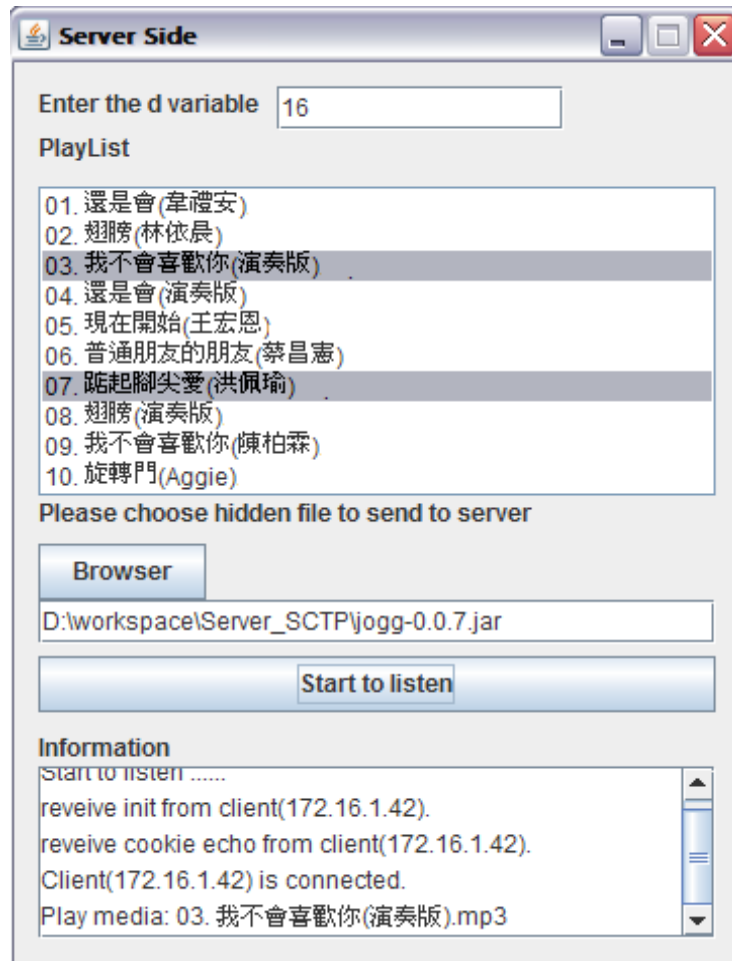 Server Side
Enter the d variable 16
PlayList
01. 還是會(韋禮安)
02. 翅膀(林依晨)
03. 我不會喜歡你(演奏版)
04. 還是會(演奏版)
05. 現在開始(王宏恩)
06. 普通朋友的朋友(蔡昌憲)
07. 踮起腳尖愛(洪佩瑜)
08. 翅膀(演奏版)
09. 我不會喜歡你(陳柏霖)
10. 旋轉門(Aggie)
Please choose hidden file to send to server
Browser
D:\workspace\Server_SCTP\jogg-0.0.7.jar
Start to listen
Information
Start to listen ......
reveive init from client(172.16.1.42).
reveive cookie echo from client(172.16.1.42).
Client(172.16.1.42) is connected.
Play media: 03. 我不會喜歡你(演奏版).mp3